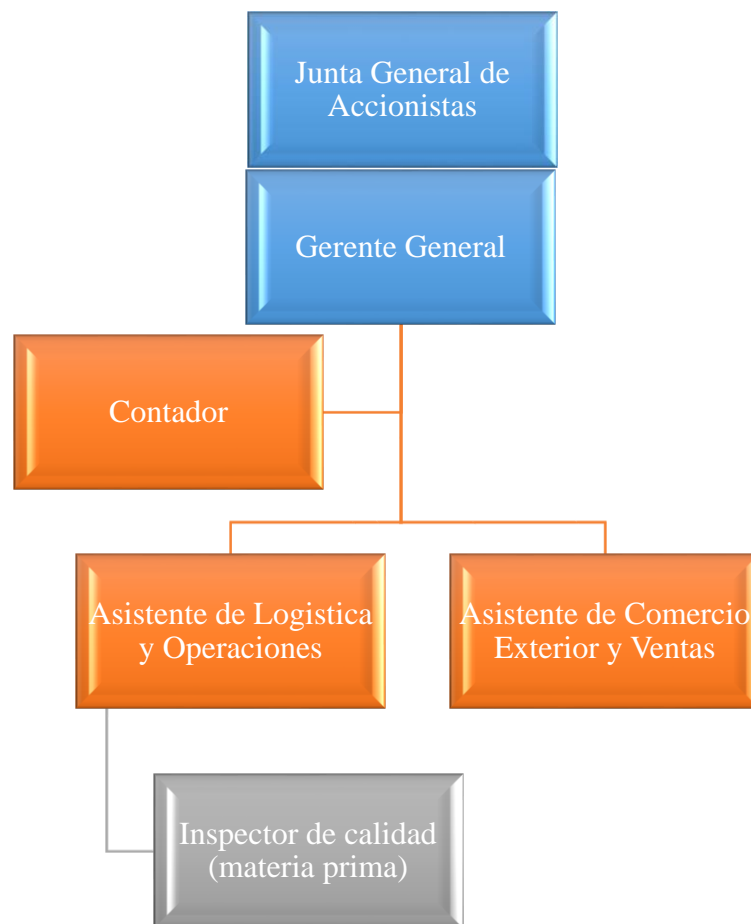 Junta General de
Accionistas
Gerente General
Contador
Asistente de Logistica
y Operaciones
Asistente de Comercio
Exterior y Ventas
Inspector de calidad
(materia prima)